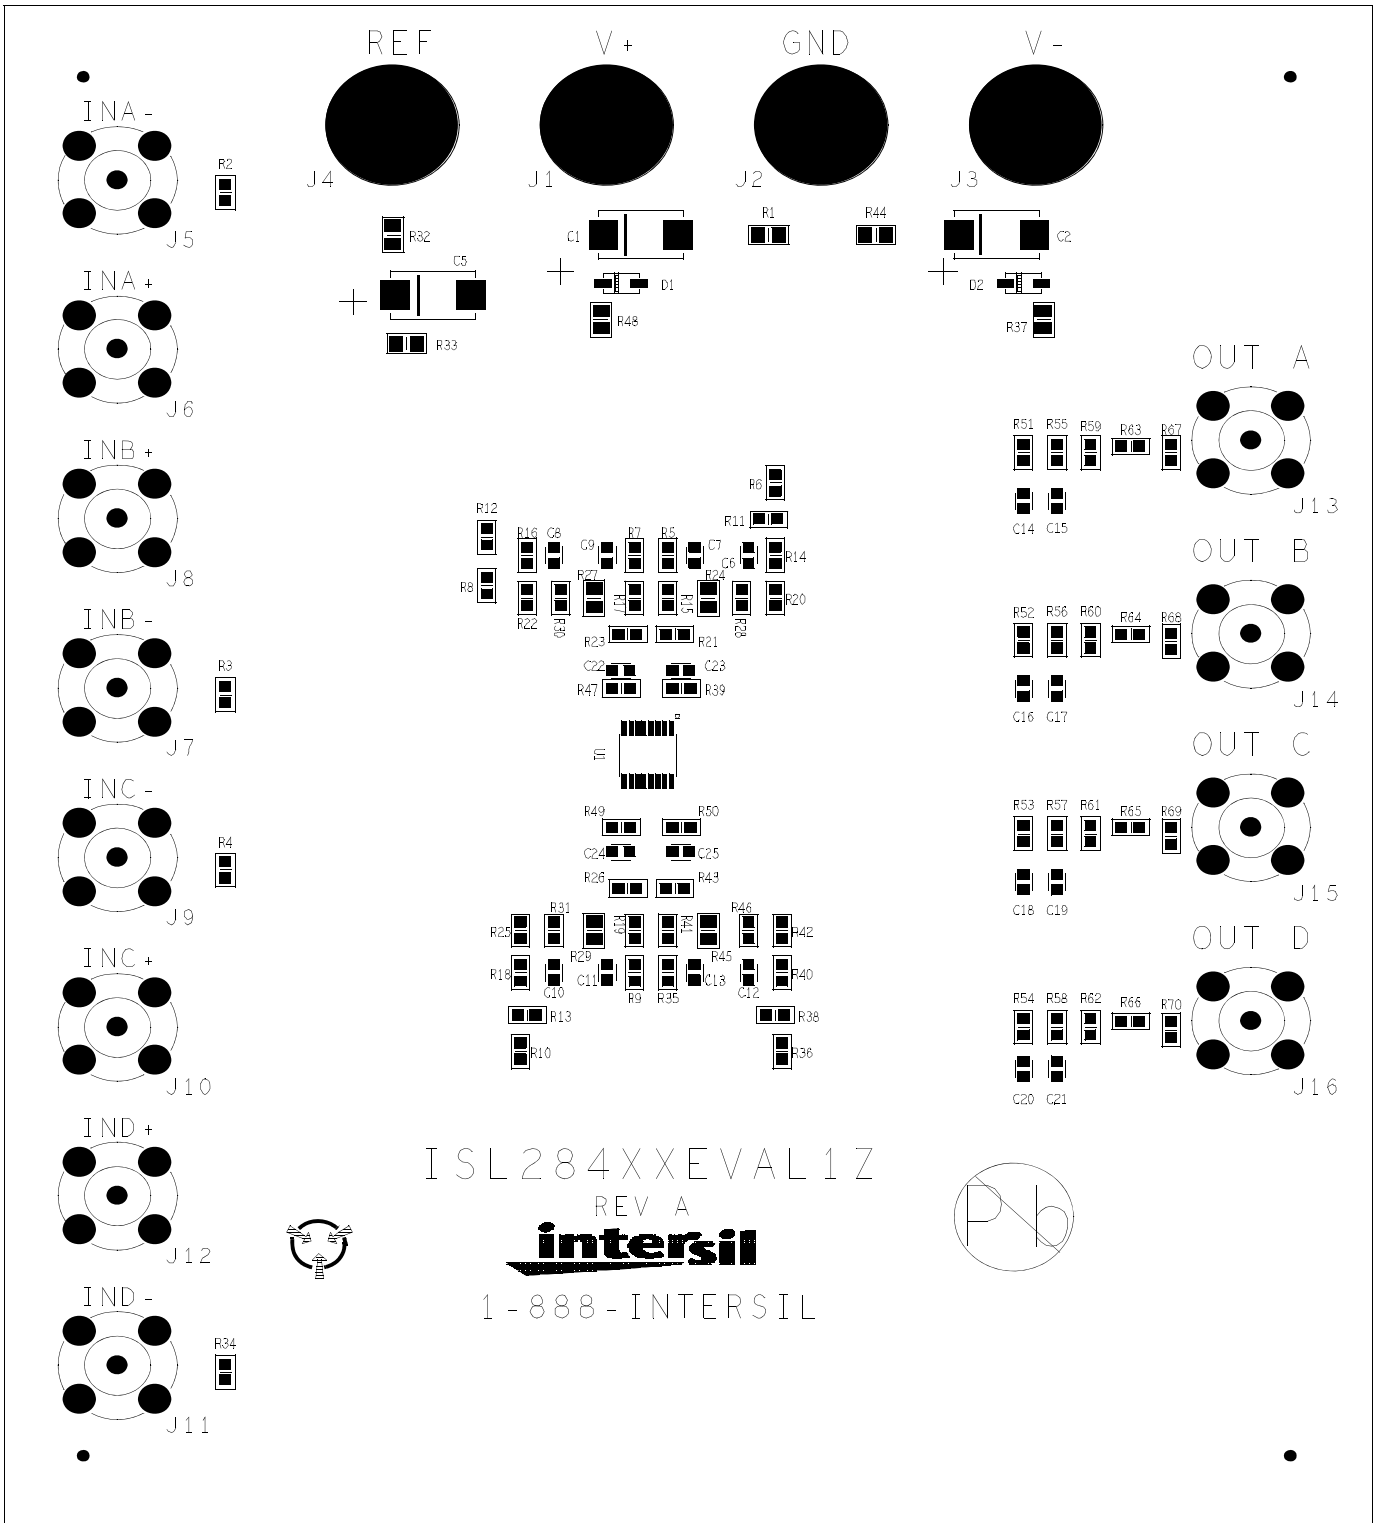 REF V+ GND V-
INA-
J4 J1 J2 J3
R2
J5
R32 C1 R1 R44 C2
C5
INA+
D1 D2
R48 R37
R33
OUT A
J6
R51 R55 R59 R63 R67
INB+
R6
J13
R12 R11
C14 C15
R16 C8 C9 R7 R5 C7 C6 R14
OUT B
J8
R8 R27 R24
R22 R30 R17 R15 R28 R20
INB-
R52 R56 R60 R64 R68
R23 R21
R3
C22 C23
R47 R39
J14
C16 C17
J7
U1
OUT C
INC-
R49 R50
R53 R57 R61 R65 R69
R4
C24 C25
R26 R43
J15
C18 C19
J9
R31 R19 R41 R46
R25 R42
OUT D
INC+
R29 R45
R18 C10 C11 R9 R35 C13 C12 R40
R54 R58 R62 R66 R70
R13 R38
R10 R36
J10
J16
C20 C21
IND+
ISL284XXEVAL1Z
REV A
Pb
intersil
J12
IND-
1-888-INTERSIL
R34
J11